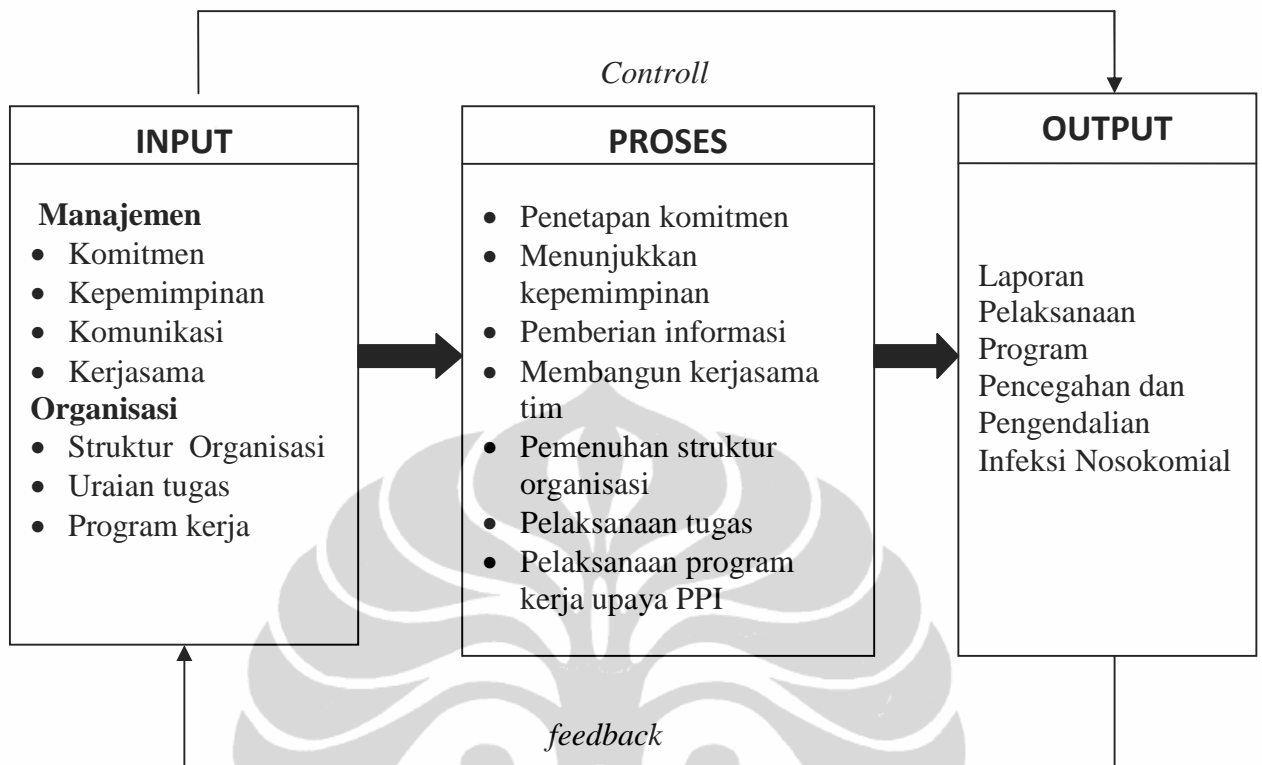 Controll
INPUT
Manajemen
• Komitmen
• Kepemimpinan
• Komunikasi
• Kerjasama
Organisasi
• Struktur Organisasi
• Uraian tugas
• Program kerja
PROSES
• Penetapan komitmen
• Menunjukkan
kepemimpinan
• Pemberian informasi
• Membangun kerjasama
tim
• Pemenuhan struktur
organisasi
• Pelaksanaan tugas
• Pelaksanaan program
kerja upaya PPI
OUTPUT
Laporan
Pelaksanaan
Program
Pencegahan dan
Pengendalian
Infeksi Nosokomial
feedback